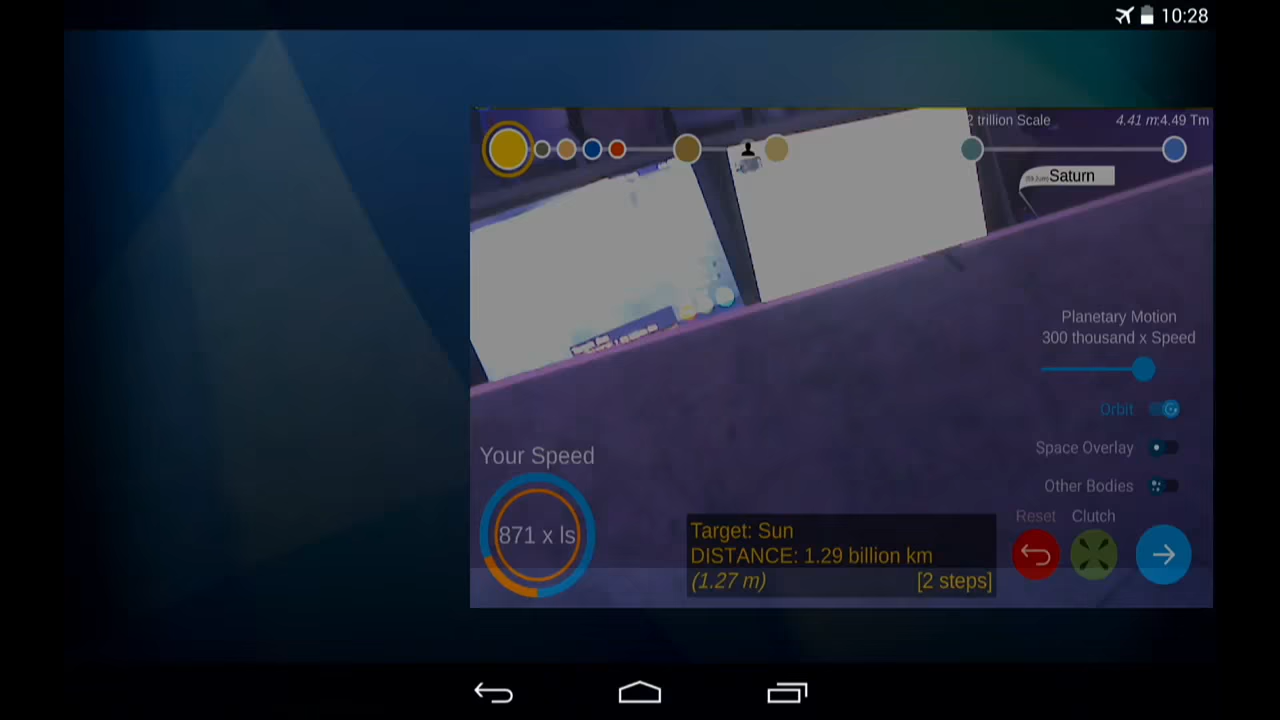 10:28
2 trillion Scale
4.41 m:4.49 Tm
Saturn
Planetary Motion
300 thousand x Speed
Orbit
Space Overlay
Other Bodies
Your Speed
871 x ls
Target: Sun
DISTANCE: 1.29 billion km
(1.27 m) [2 steps]
Reset Clutch